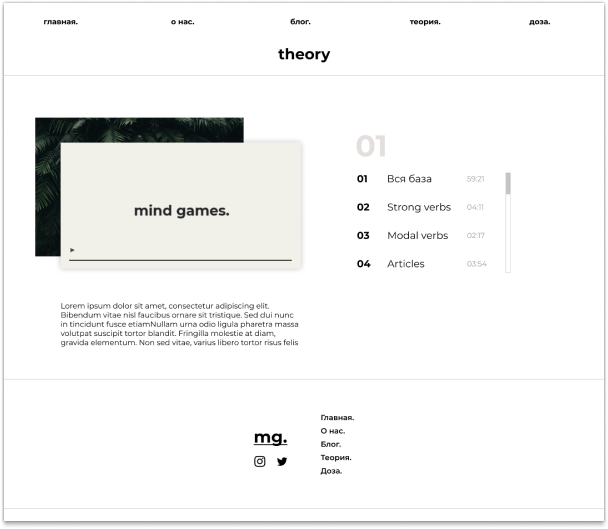 главная. о нас. блог. теория. доза.
theory
mind games.
Lorem ipsum dolor sit amet, consectetur adipiscing elit.
Bibendum vitae nisl faucibus ornare sit tristique. Sed dui nunc
in tincidunt fusce etiamNullam urna odio ligula pharetra massa
volutpat suscipit tortor blandit. Fringilla molestie at diam,
gravida elementum. Non sed vitae, varius libero tortor risus felis
01
01 Вся база 59:21
02 Strong verbs 04:11
03 Modal verbs 02:17
04 Articles 03:54
mg.
Главная.
О нас.
Блог.
Теория.
Доза.